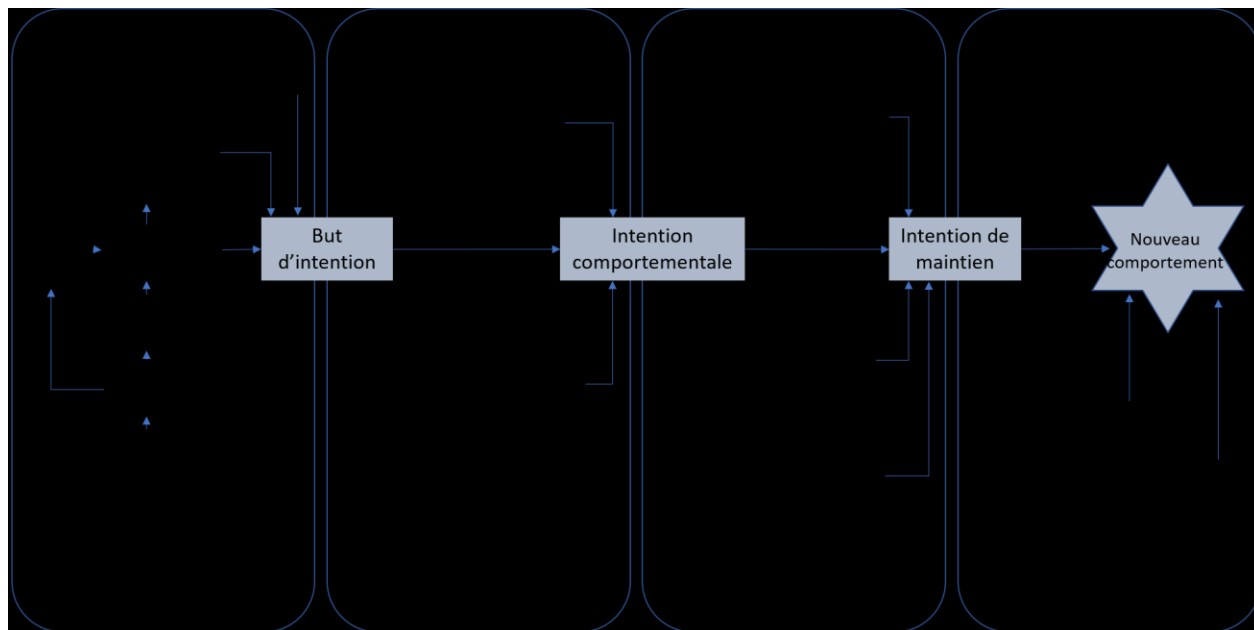 But
d'intention
Intention
comportementale
Intention de
maintien
Nouveau
comportement